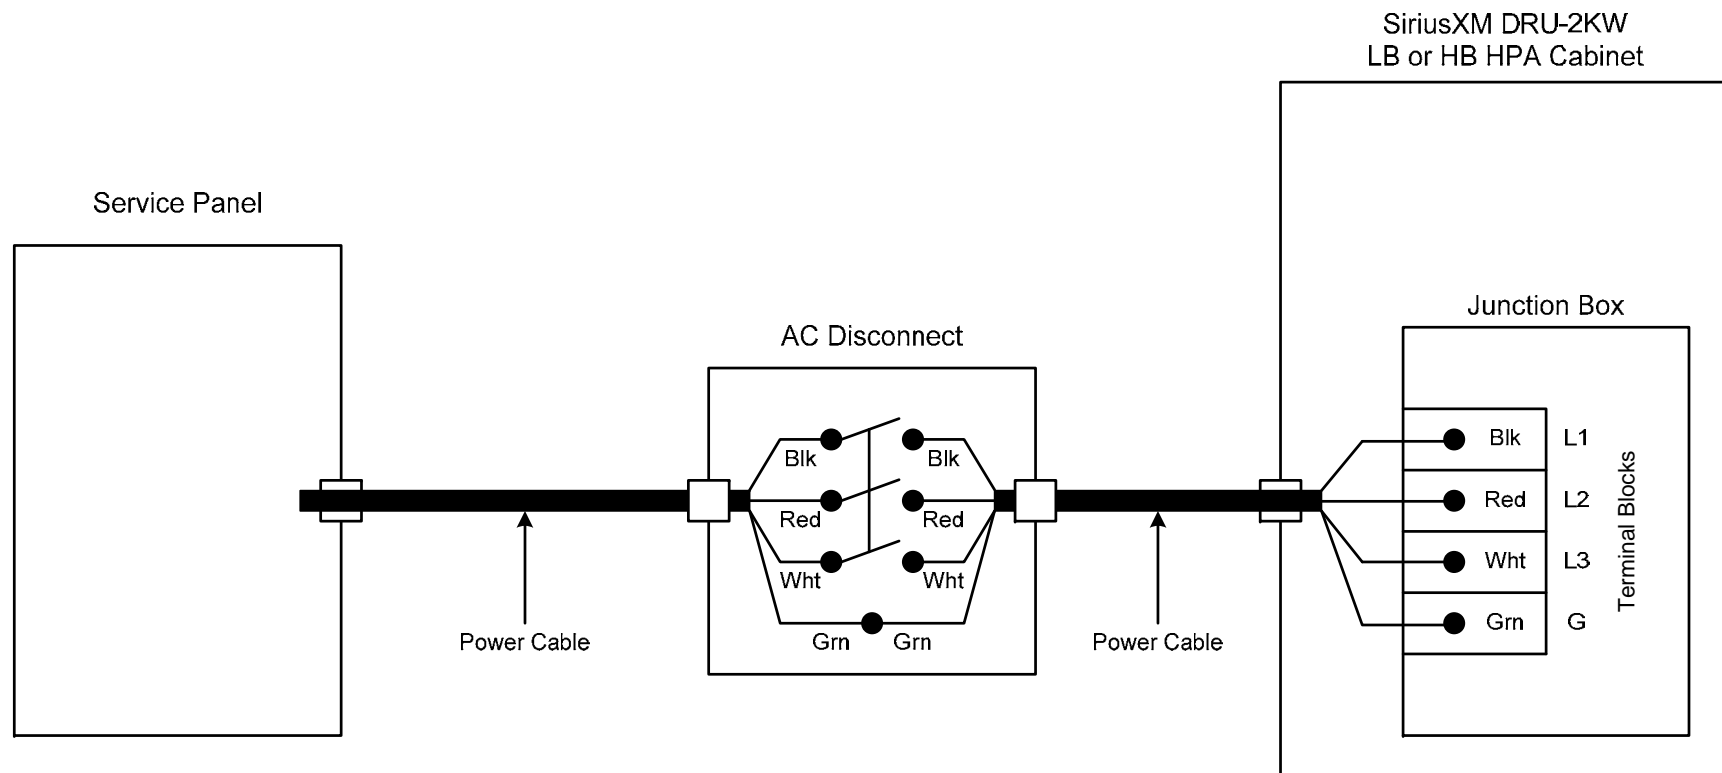 SiriusXM DRU-2KW
LB or HB HPA Cabinet
Service Panel
Junction Box
AC Disconnect
Blk
Blk
Red
Red
Wht
Wht
Grn
Grn
Power Cable
Power Cable
Blk
L1
Red
L2
Wht
L3
Grn
G
Terminal Blocks